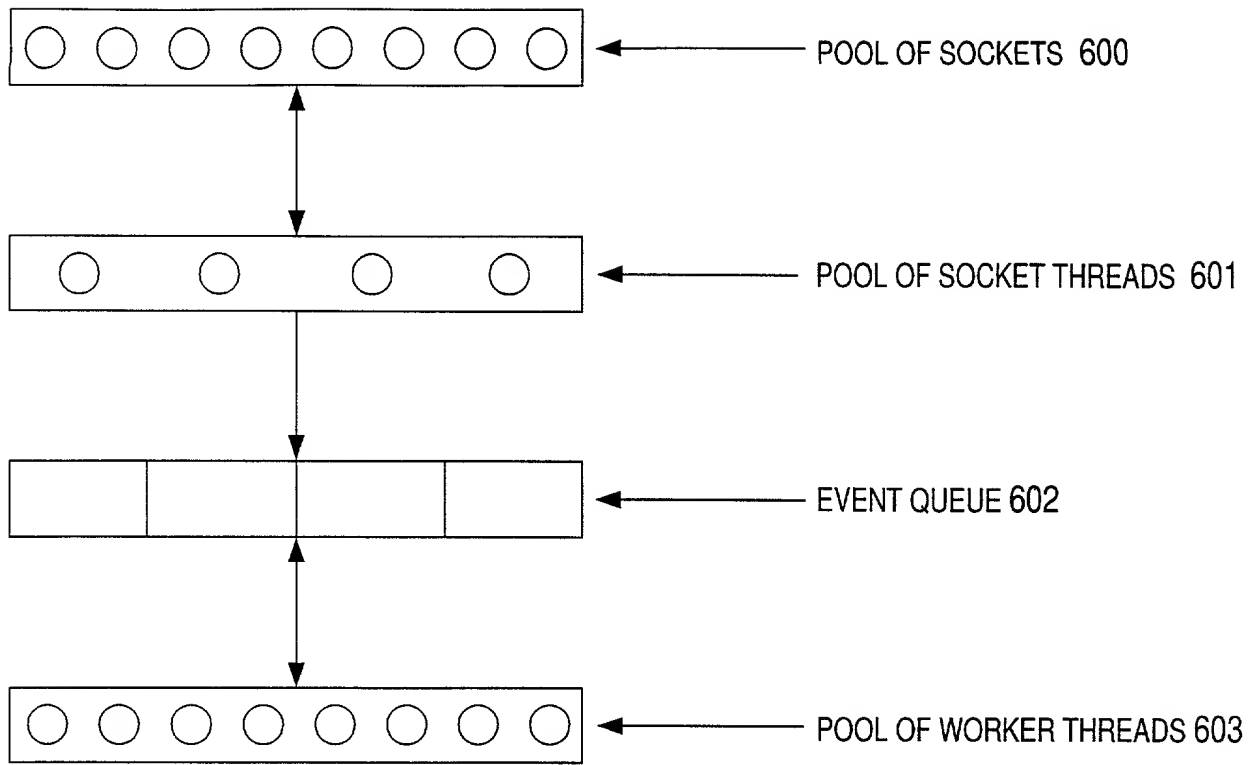 POOL OF SOCKETS 600
POOL OF SOCKET THREADS 601
EVENT QUEUE 602
POOL OF WORKER THREADS 603